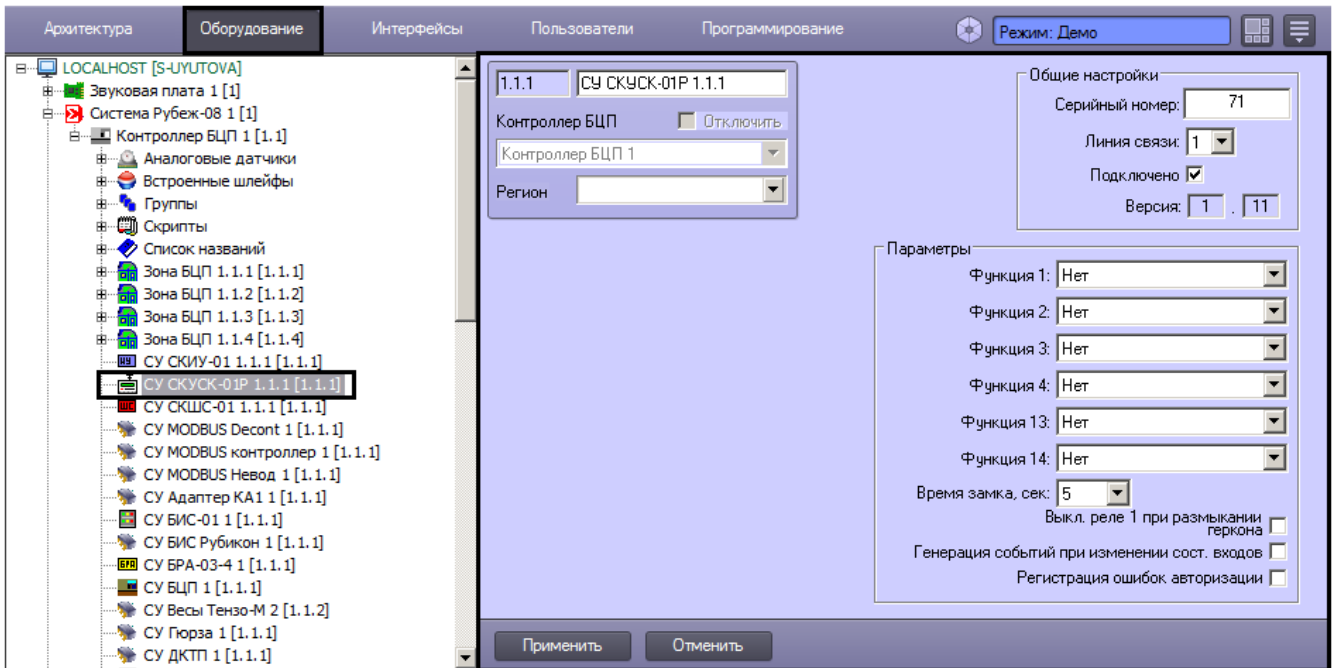 Архитектура
Оборудование
Интерфейсы
Пользователи
Программирование
Режим: Демо
LOCALHOST [S-UYUTOVA]
Звуковая плата 1 [1]
Система Рубеж-08 1 [1]
Контроллер БЦП 1 [1.1]
Аналоговые датчики
Встроенные шлейфы
Группы
Скрипты
Список названий
Зона БЦП 1.1.1 [1.1.1]
Зона БЦП 1.1.2 [1.1.2]
Зона БЦП 1.1.3 [1.1.3]
Зона БЦП 1.1.4 [1.1.4]
СУ СКИУ-01 1.1.1 [1.1.1]
СУ СКУСК-01Р 1.1.1 [1.1.1]
СУ СКШС-01 1.1.1 [1.1.1]
СУ MODBUS Decont 1 [1.1.1]
СУ MODBUS контроллер 1 [1.1.1]
СУ MODBUS Невод 1 [1.1.1]
СУ Адаптер КА1 1 [1.1.1]
СУ БИС-01 1 [1.1.1]
СУ БИС Рубикон 1 [1.1.1]
СУ БРА-03-4 1 [1.1.1]
СУ БЦП 1 [1.1.1]
СУ Весы Тензо-М 2 [1.1.2]
СУ Гюрза 1 [1.1.1]
СУ ДКТП 1 [1.1.1]
1.1.1
СУ СКУСК-01Р 1.1.1
Контроллер БЦП
Отключить
Контроллер БЦП 1
Регион
Общие настройки
Серийный номер: 71
Линия связи: 1
Подключено
Версия: 1 . 11
Параметры
Функция 1: Нет
Функция 2: Нет
Функция 3: Нет
Функция 4: Нет
Функция 13: Нет
Функция 14: Нет
Время замка, сек: 5
Выкл. реле 1 при размыкании
геркона
Генерация событий при изменении сост. входов
Регистрация ошибок авторизации
Применить
Отменить